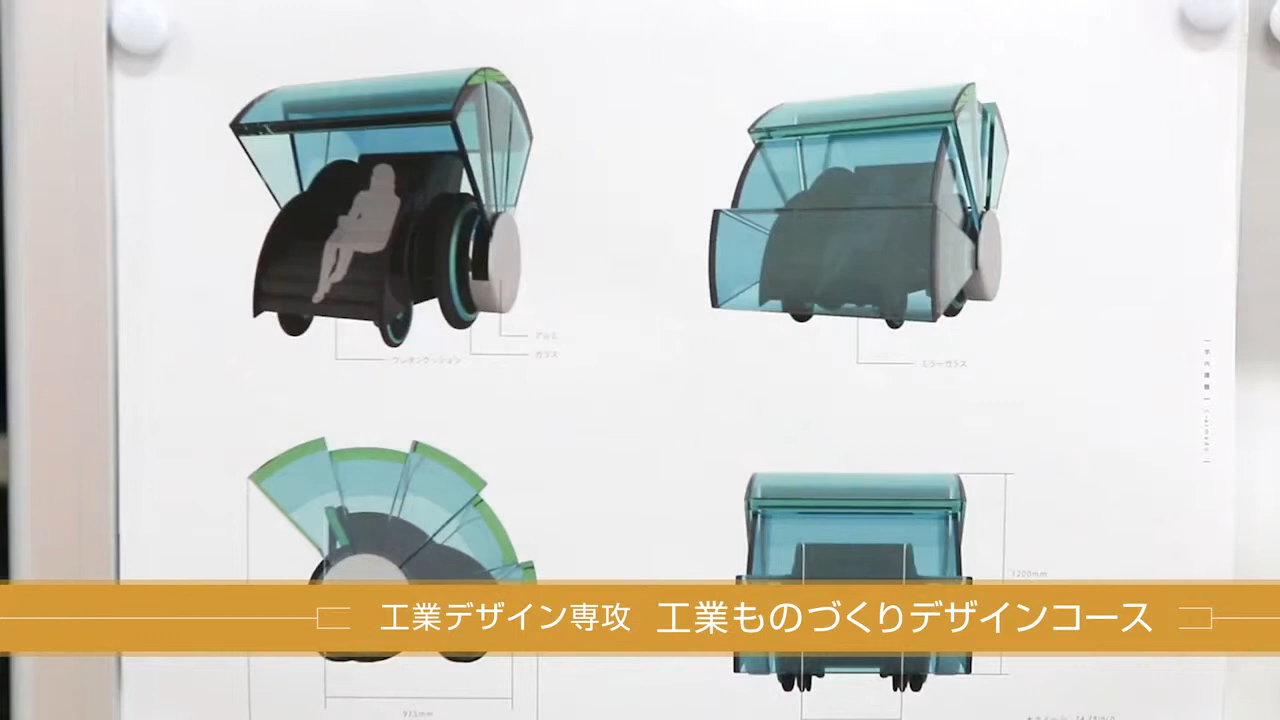 アルミ
ガラス
ウレタンクッション
ミラーガラス
1200mm
工業デザイン専攻 工業ものづくりデザインコース
975mm